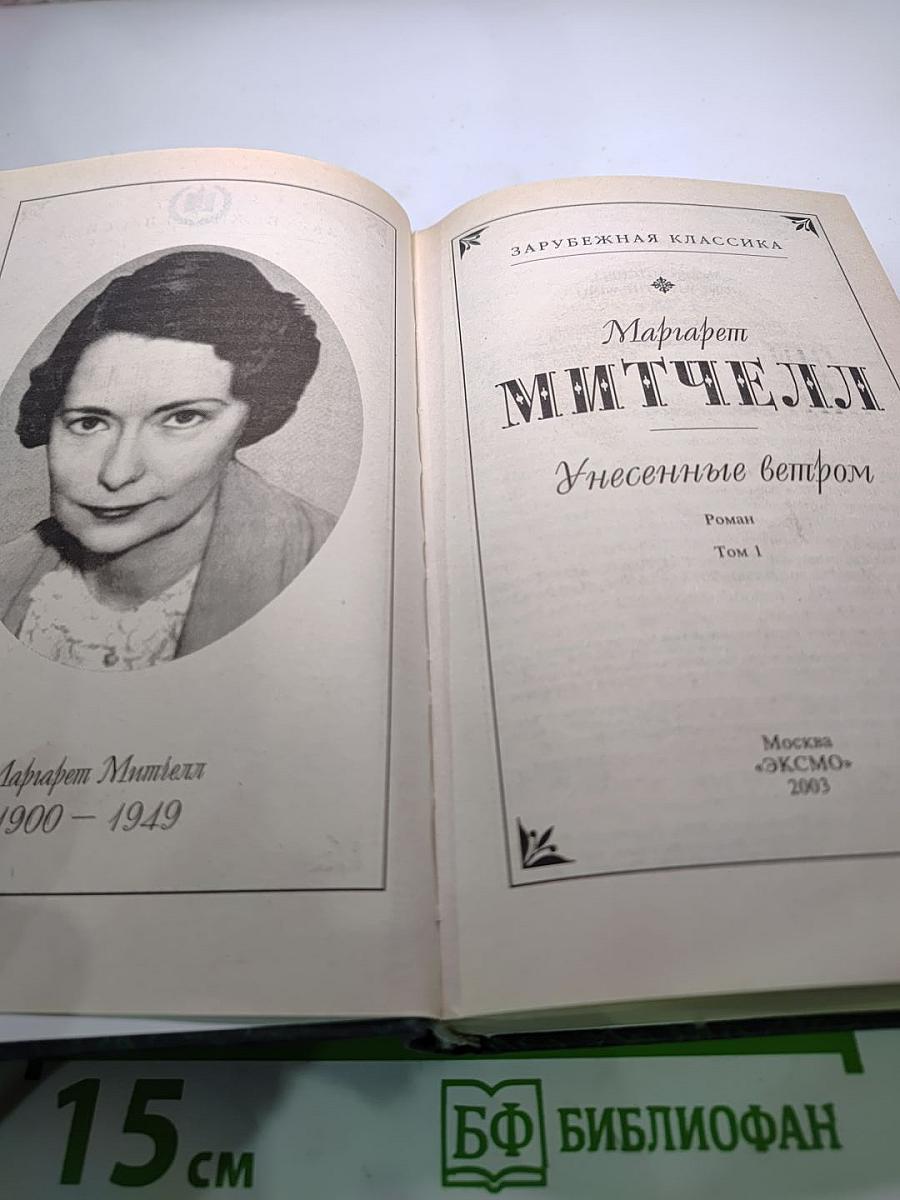 Маргарет Митчелл
1900 – 1949
ЗАРУБЕЖНАЯ КЛАССИКА
Маргарет
МИТЧЕЛЛ
Унесенные ветром
Роман
Том 1
Москва
«ЭКСМО»
2003
15 см
БФ БИБЛИОФАН